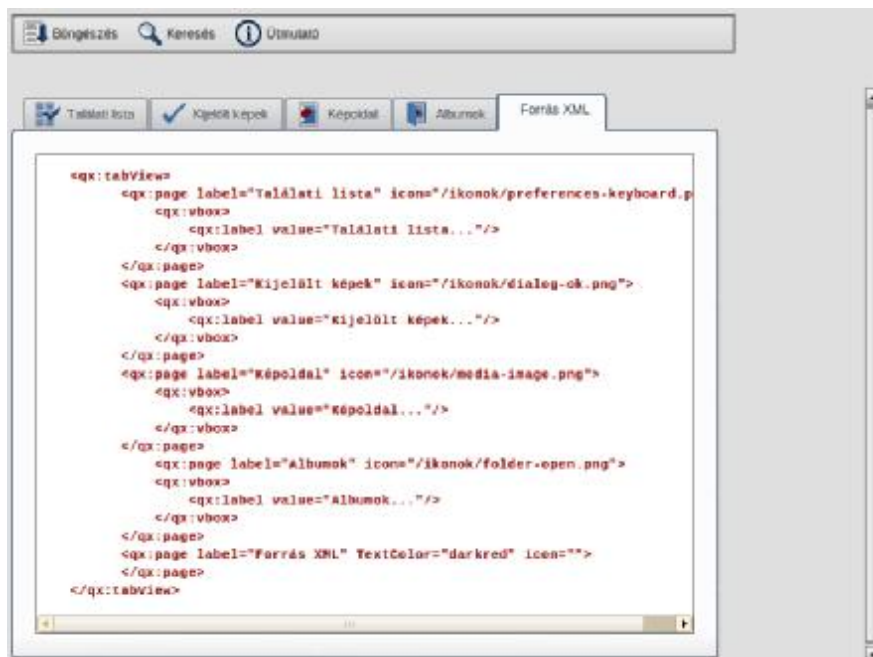 Böngészés Keresés Útmutató
Találati lista Kijelölt képek Képoldal Albumok Forrás XML
<qx:tabView>
<qx:page label="Találati lista" icon="/ikonok/preferences-keyboard.p
<qx:vbox>
<qx:label value="Találati lista..."/>
</qx:vbox>
</qx:page>
<qx:page label="Kijelölt képek" icon="/ikonok/dialog-ok.png">
<qx:vbox>
<qx:label value="Kijelölt képek..."/>
</qx:vbox>
</qx:page>
<qx:page label="Képoldal" icon="/ikonok/media-image.png">
<qx:vbox>
<qx:label value="Képoldal..."/>
</qx:vbox>
</qx:page>
<qx:page label="Albumok" icon="/ikonok/folder-open.png">
<qx:vbox>
<qx:label value="Albumok..."/>
</qx:vbox>
</qx:page>
<qx:page label="Forrás XML" TextColor="darkred" icon="">
</qx:page>
</qx:tabView>